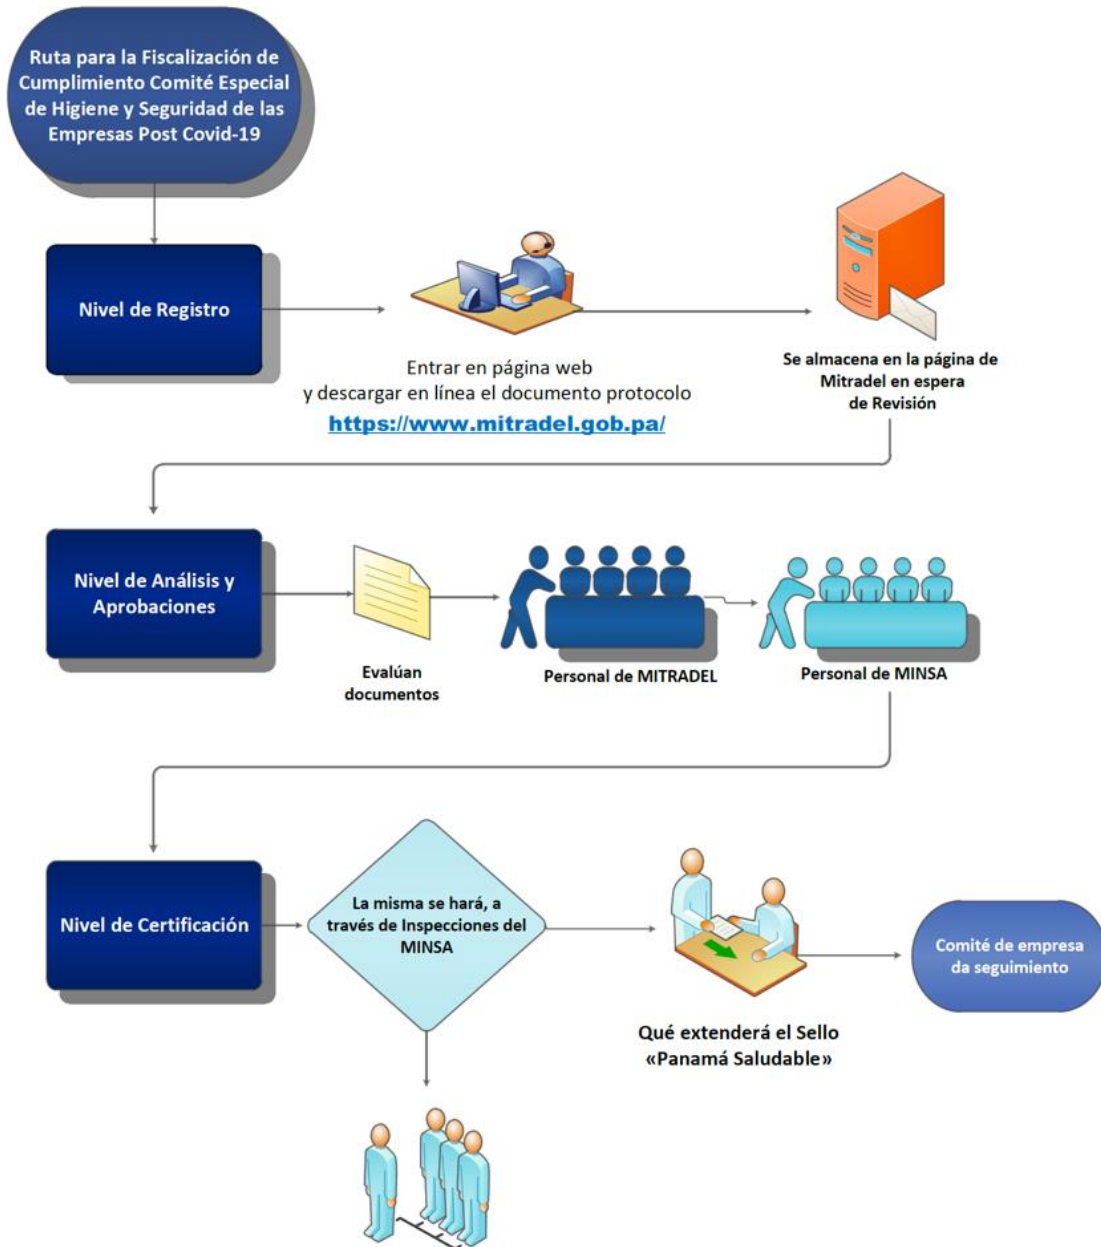 Ruta para la Fiscalización de
Cumplimiento Comité Especial
de Higiene y Seguridad de las
Empresas Post Covid-19
Nivel de Registro
Entrar en página web
y descargar en línea el documento protocolo
https://www.mitradel.gob.pa/
Se almacena en la página de
Mitradel en espera
de Revisión
Nivel de Análisis y
Aprobaciones
Evalúan
documentos
Personal de MITRADEL
Personal de MINSA
Nivel de Certificación
La misma se hará, a
través de Inspecciones del
MINSA
Qué extenderá el Sello
«Panamá Saludable»
Comité de empresa
da seguimiento